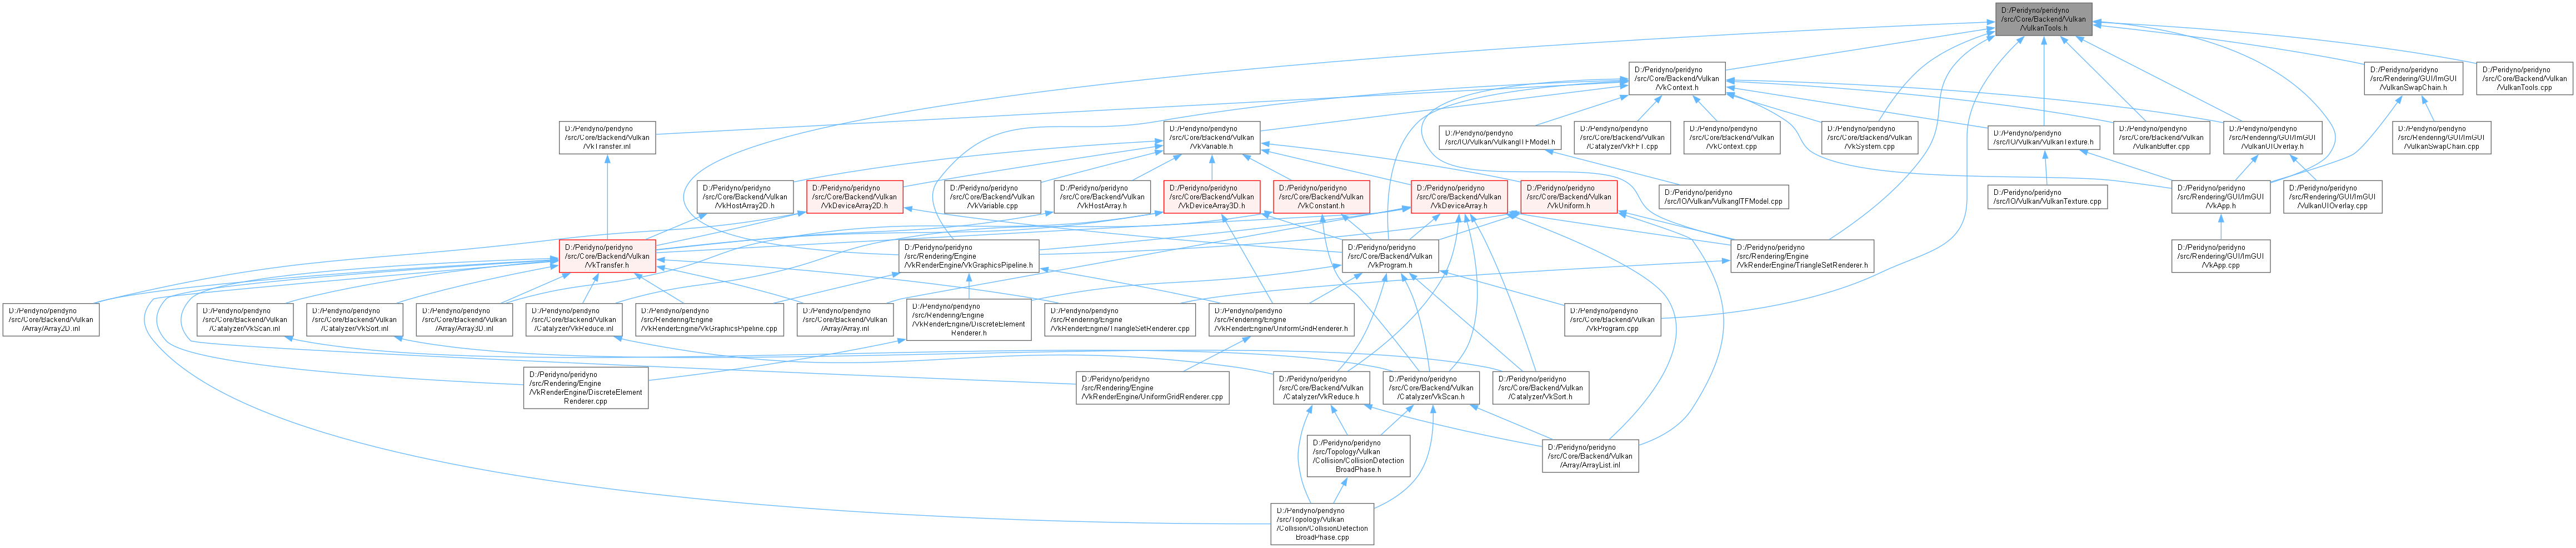 D:/Peridyno/peridyno
/src/Core/Backend/Vulkan
/VulkanTools.h
D:/Peridyno/peridyno
/src/Core/Backend/Vulkan
/VkContext.h
D:/Peridyno/peridyno
/src/Rendering/GUI/ImGUI
/VulkanSwapChain.h
D:/Peridyno/peridyno
/src/Core/Backend/Vulkan
/VulkanTools.cpp
D:/Peridyno/peridyno
/src/Core/Backend/Vulkan
/VkTransfer.inl
D:/Peridyno/peridyno
/src/Core/Backend/Vulkan
/VkVariable.h
D:/Peridyno/peridyno
/src/IO/Vulkan/VulkanglTFModel.h
D:/Peridyno/peridyno
/src/Core/Backend/Vulkan
/Catalyzer/VkFFT.cpp
D:/Peridyno/peridyno
/src/Core/Backend/Vulkan
/VkContext.cpp
D:/Peridyno/peridyno
/src/Core/Backend/Vulkan
/VkSystem.cpp
D:/Peridyno/peridyno
/src/IO/Vulkan/VulkanTexture.h
D:/Peridyno/peridyno
/src/Core/Backend/Vulkan
/VulkanBuffer.cpp
D:/Peridyno/peridyno
/src/Rendering/GUI/ImGUI
/VulkanUIOverlay.h
D:/Peridyno/peridyno
/src/Rendering/GUI/ImGUI
/VulkanSwapChain.cpp
D:/Peridyno/peridyno
/src/Core/Backend/Vulkan
/VkHostArray2D.h
D:/Peridyno/peridyno
/src/Core/Backend/Vulkan
/VkDeviceArray2D.h
D:/Peridyno/peridyno
/src/Core/Backend/Vulkan
/VkVariable.cpp
D:/Peridyno/peridyno
/src/Core/Backend/Vulkan
/VkHostArray.h
D:/Peridyno/peridyno
/src/Core/Backend/Vulkan
/VkDeviceArray3D.h
D:/Peridyno/peridyno
/src/Core/Backend/Vulkan
/VkConstant.h
D:/Peridyno/peridyno
/src/Core/Backend/Vulkan
/VkDeviceArray.h
D:/Peridyno/peridyno
/src/Core/Backend/Vulkan
/VkUniform.h
D:/Peridyno/peridyno
/src/IO/Vulkan/VulkanglTFModel.cpp
D:/Peridyno/peridyno
/src/IO/Vulkan/VulkanTexture.cpp
D:/Peridyno/peridyno
/src/Rendering/GUI/ImGUI
/VkApp.h
D:/Peridyno/peridyno
/src/Rendering/GUI/ImGUI
/VulkanUIOverlay.cpp
D:/Peridyno/peridyno
/src/Core/Backend/Vulkan
/VkTransfer.h
D:/Peridyno/peridyno
/src/Rendering/Engine
/VkRenderEngine/VkGraphicsPipeline.h
D:/Peridyno/peridyno
/src/Core/Backend/Vulkan
/VkProgram.h
D:/Peridyno/peridyno
/src/Rendering/Engine
/VkRenderEngine/TriangleSetRenderer.h
D:/Peridyno/peridyno
/src/Rendering/GUI/ImGUI
/VkApp.cpp
D:/Peridyno/peridyno
/src/Core/Backend/Vulkan
/Array/Array2D.inl
D:/Peridyno/peridyno
/src/Core/Backend/Vulkan
/Catalyzer/VkScan.inl
D:/Peridyno/peridyno
/src/Core/Backend/Vulkan
/Catalyzer/VkSort.inl
D:/Peridyno/peridyno
/src/Core/Backend/Vulkan
/Array/Array3D.inl
D:/Peridyno/peridyno
/src/Core/Backend/Vulkan
/Catalyzer/VkReduce.inl
D:/Peridyno/peridyno
/src/Rendering/Engine
/VkRenderEngine/VkGraphicsPipeline.cpp
D:/Peridyno/peridyno
/src/Core/Backend/Vulkan
/Array/Array.inl
D:/Peridyno/peridyno
/src/Rendering/Engine
/VkRenderEngine/DiscreteElement
Renderer.h
D:/Peridyno/peridyno
/src/Rendering/Engine
/VkRenderEngine/TriangleSetRenderer.cpp
D:/Peridyno/peridyno
/src/Rendering/Engine
/VkRenderEngine/UniformGridRenderer.h
D:/Peridyno/peridyno
/src/Core/Backend/Vulkan
/VkProgram.cpp
D:/Peridyno/peridyno
/src/Rendering/Engine
/VkRenderEngine/DiscreteElement
Renderer.cpp
D:/Peridyno/peridyno
/src/Rendering/Engine
/VkRenderEngine/UniformGridRenderer.cpp
D:/Peridyno/peridyno
/src/Core/Backend/Vulkan
/Catalyzer/VkReduce.h
D:/Peridyno/peridyno
/src/Core/Backend/Vulkan
/Catalyzer/VkScan.h
D:/Peridyno/peridyno
/src/Core/Backend/Vulkan
/Catalyzer/VkSort.h
D:/Peridyno/peridyno
/src/Topology/Vulkan
/Collision/CollisionDetection
BroadPhase.h
D:/Peridyno/peridyno
/src/Core/Backend/Vulkan
/Array/ArrayList.inl
D:/Peridyno/peridyno
/src/Topology/Vulkan
/Collision/CollisionDetection
BroadPhase.cpp